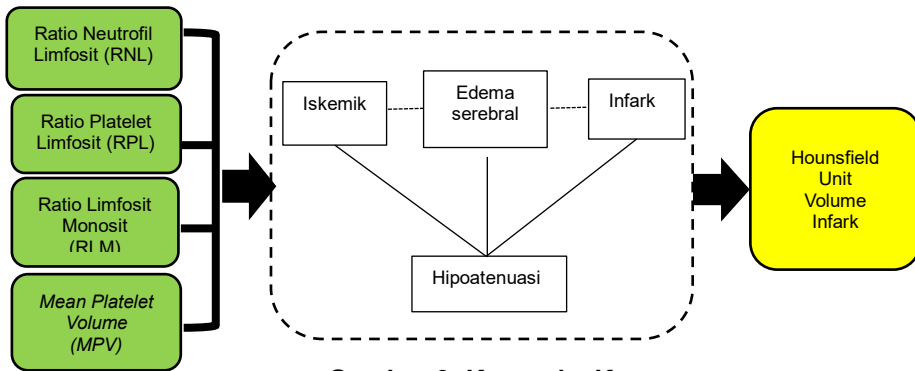 Ratio Neutrofil
Limfosit (RNL)
Ratio Platelet
Limfosit (RPL)
Ratio Limfosit
Monosit
Mean Platelet
Volume
(MPV)
Iskemik
Edema
serebral
Infark
Hipoatenuasi
Hounsfield
Unit
Volume
Infark